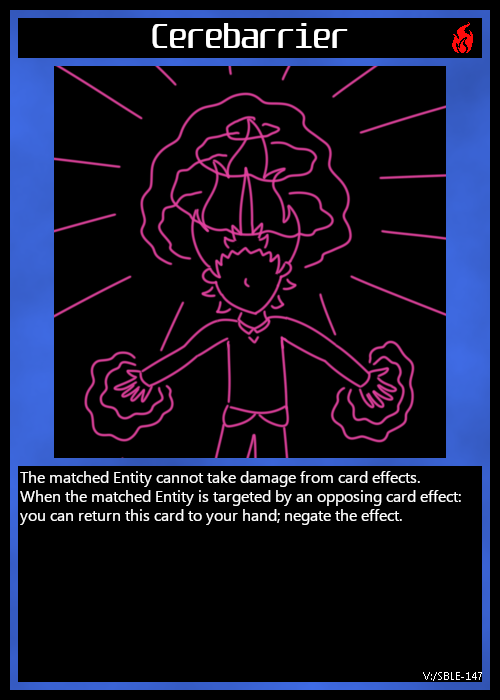 Cerebarrier
The matched Entity cannot take damage from card effects.
When the matched Entity is targeted by an opposing card effect:
you can return this card to your hand; negate the effect.
V:/SBLE-147